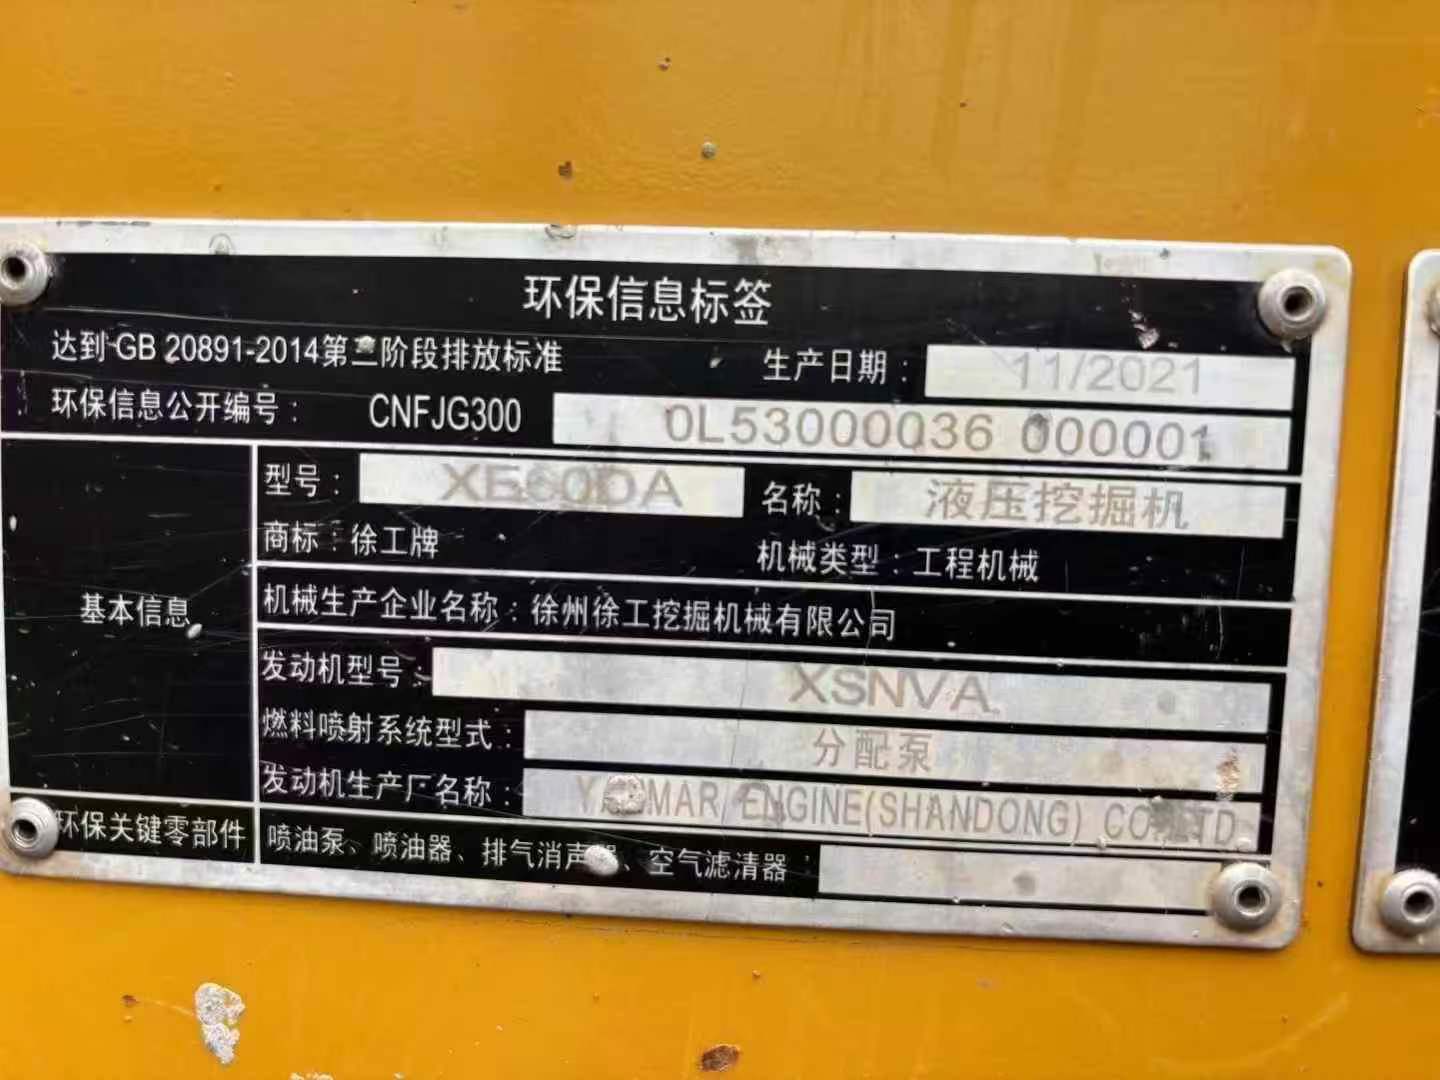 环保信息标签
达到 GB 20891-2014第三阶段排放标准
生产日期： 11/2021
环保信息公开编号： CNFJG300 0L53000036 000001
基本信息
型号： XE60DA 名称： 液压挖掘机
商标：徐工牌 机械类型：工程机械
机械生产企业名称：徐州徐工挖掘机械有限公司
发动机型号： XSNVA
燃料喷射系统型式： 分配泵
发动机生产厂名称： YANMAR ENGINE(SHANDONG) CO.,LTD
环保关键零部件
喷油泵、喷油器、排气消声器、空气滤清器